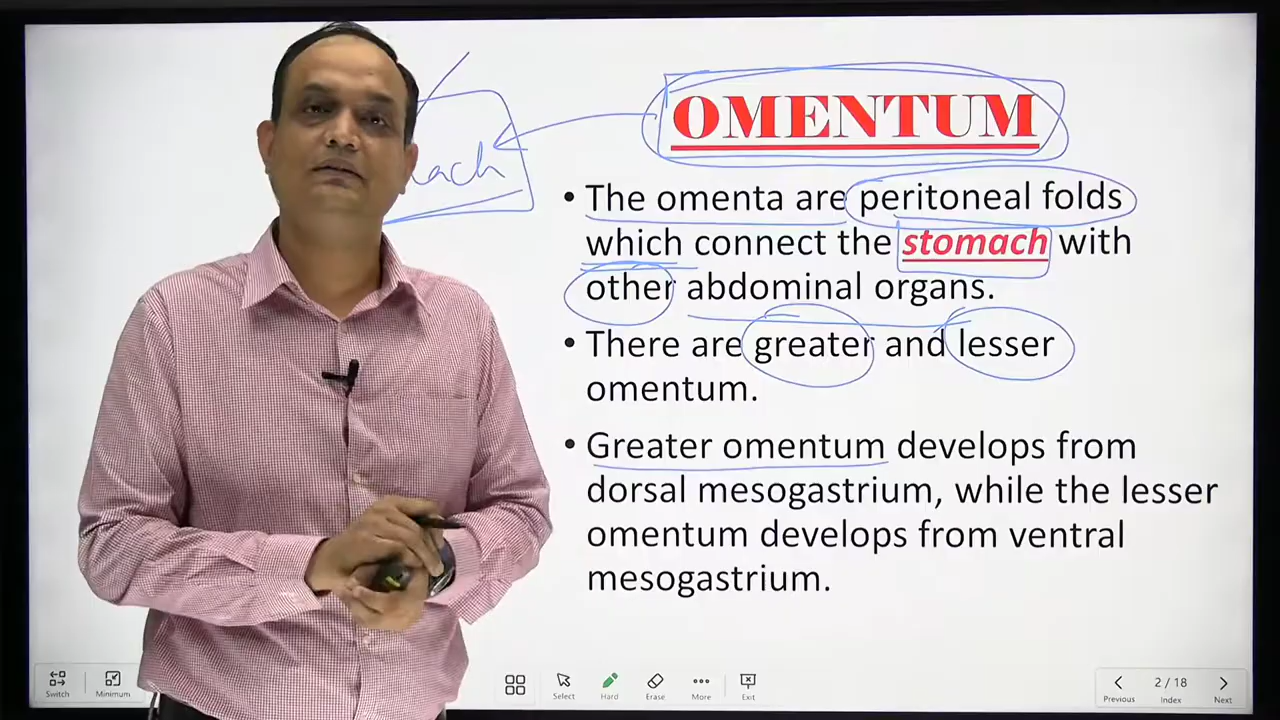 OMENTUM
• The omenta are peritoneal folds
which connect the stomach with
other abdominal organs.
• There are greater and lesser
omentum.
• Greater omentum develops from
dorsal mesogastrium, while the lesser
omentum develops from ventral
mesogastrium.
Switch
Minimum
Select
Hard
Erase
More
Exit
Previous
2 / 18
Index
Next